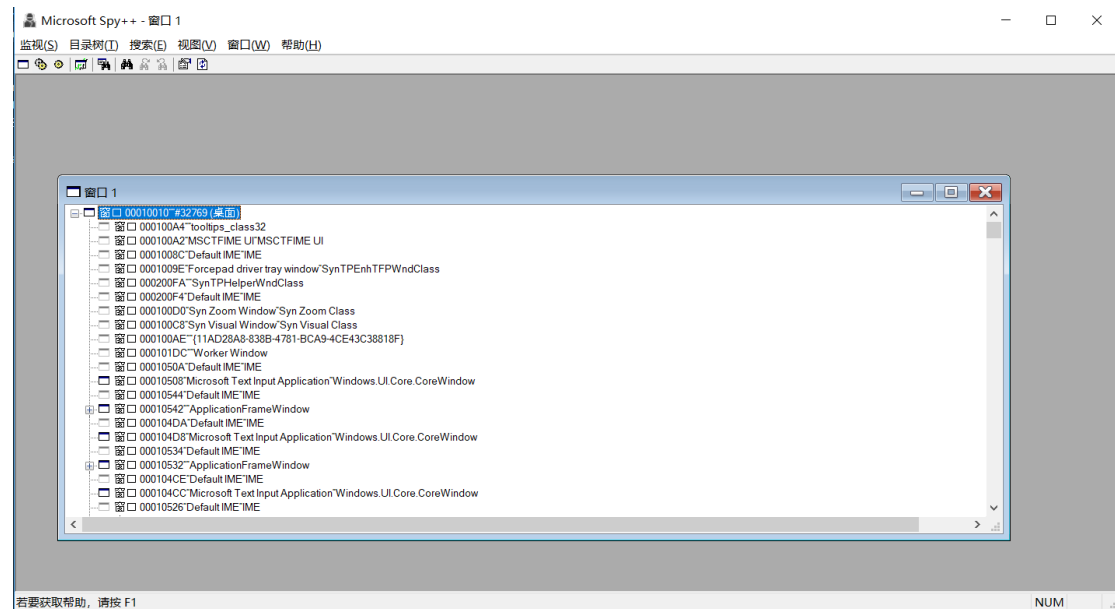 Microsoft Spy++ - 窗口 1
监视(S) 目录树(T) 搜索(E) 视图(V) 窗口(W) 帮助(H)
窗口 1
窗口 00010010""#32769 (桌面)
窗口 000100A4""tooltips_class32
窗口 000100A2"MSCTFIME UI"MSCTFIME UI
窗口 0001008C"Default IME"IME
窗口 0001009E"Forcepad driver tray window"SynTPEnhTFPWndClass
窗口 000200FA""SynTPHelperWndClass
窗口 000200F4"Default IME"IME
窗口 000100D0"Syn Zoom Window"Syn Zoom Class
窗口 000100C8"Syn Visual Window"Syn Visual Class
窗口 000100AE""{11AD28A8-838B-4781-BCA9-4CE43C38818F}
窗口 000101DC""Worker Window
窗口 0001050A"Default IME"IME
窗口 00010508"Microsoft Text Input Application"Windows.UI.Core.CoreWindow
窗口 00010544"Default IME"IME
窗口 00010542""ApplicationFrameWindow
窗口 000104DA"Default IME"IME
窗口 000104D8"Microsoft Text Input Application"Windows.UI.Core.CoreWindow
窗口 00010534"Default IME"IME
窗口 00010532""ApplicationFrameWindow
窗口 000104CE"Default IME"IME
窗口 000104CC"Microsoft Text Input Application"Windows.UI.Core.CoreWindow
窗口 00010526"Default IME"IME
若要获取帮助，请按 F1 NUM